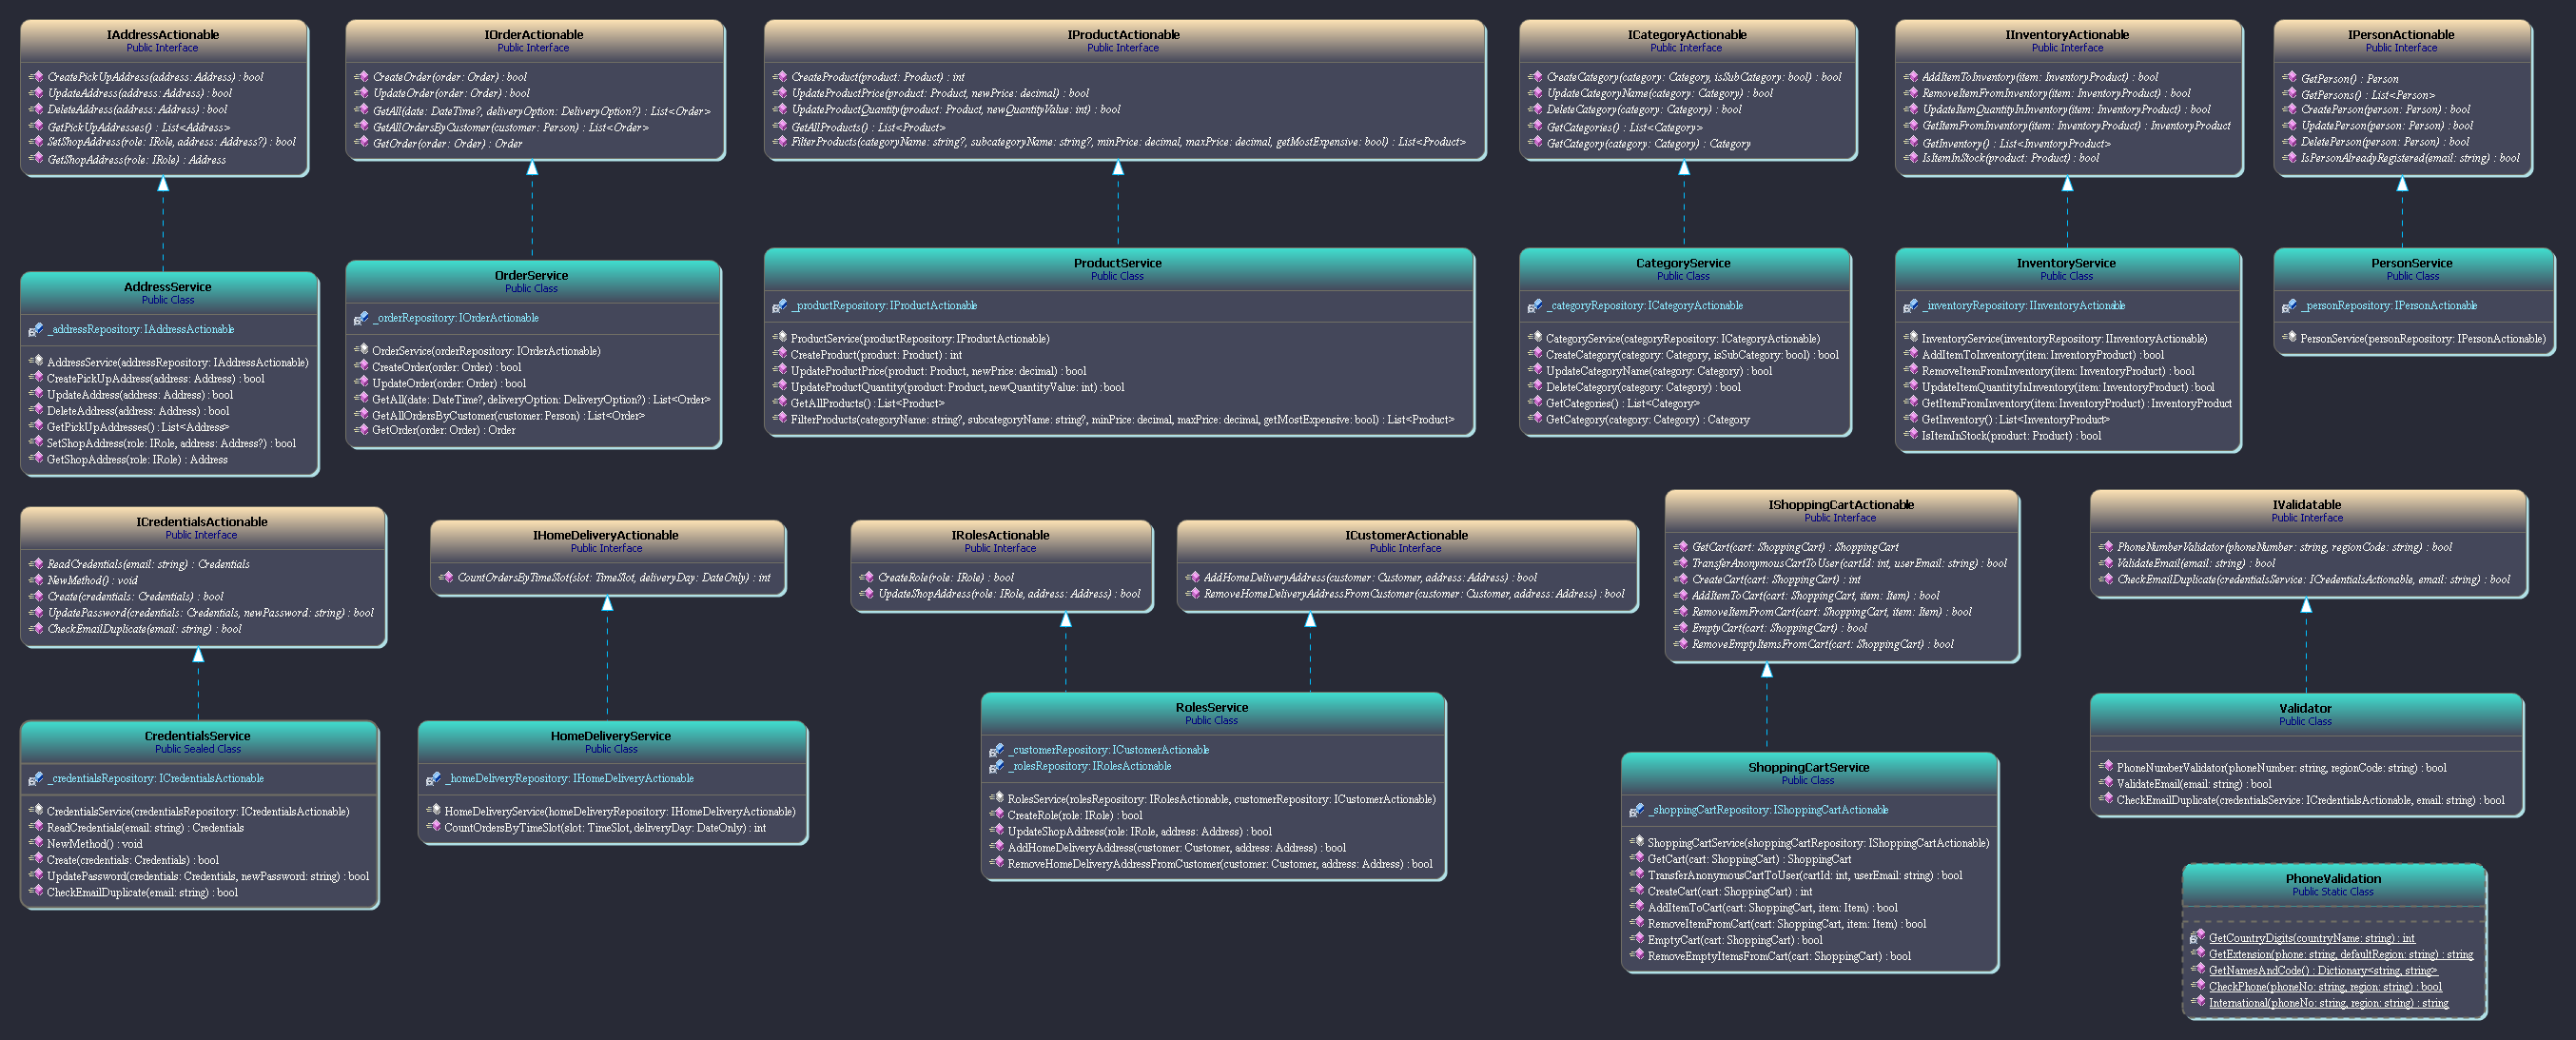 IAddressActionable
Public Interface
CreatePickUpAddress(address: Address) : bool
UpdateAddress(address: Address) : bool
DeleteAddress(address: Address) : bool
GetPickUpAddresses() : List<Address>
SetShopAddress(role: IRole, address: Address?) : bool
GetShopAddress(role: IRole) : Address
IOrderActionable
Public Interface
CreateOrder(order: Order) : bool
UpdateOrder(order: Order) : bool
GetAll(date: DateTime?, deliveryOption: DeliveryOption?) : List<Order>
GetAllOrdersByCustomer(customer: Person) : List<Order>
GetOrder(order: Order) : Order
IProductActionable
Public Interface
CreateProduct(product: Product) : int
UpdateProductPrice(product: Product, newPrice: decimal) : bool
UpdateProductQuantity(product: Product, newQuantityValue: int) : bool
GetAllProducts() : List<Product>
FilterProducts(categoryName: string?, subcategoryName: string?, minPrice: decimal, maxPrice: decimal, getMostExpensive: bool) : List<Product>
ICategoryActionable
Public Interface
CreateCategory(category: Category, isSubCategory: bool) : bool
UpdateCategoryName(category: Category) : bool
DeleteCategory(category: Category) : bool
GetCategories() : List<Category>
GetCategory(category: Category) : Category
IInventoryActionable
Public Interface
AddItemToInventory(item: InventoryProduct) : bool
RemoveItemFromInventory(item: InventoryProduct) : bool
UpdateItemQuantityInInventory(item: InventoryProduct) : bool
GetItemFromInventory(item: InventoryProduct) : InventoryProduct
GetInventory() : List<InventoryProduct>
IsItemInStock(product: Product) : bool
IPersonActionable
Public Interface
GetPerson() : Person
GetPersons() : List<Person>
CreatePerson(person: Person) : bool
UpdatePerson(person: Person) : bool
DeletePerson(person: Person) : bool
IsPersonAlreadyRegistered(email: string) : bool
AddressService
Public Class
_addressRepository: IAddressActionable
AddressService(addressRepository: IAddressActionable)
CreatePickUpAddress(address: Address) : bool
UpdateAddress(address: Address) : bool
DeleteAddress(address: Address) : bool
GetPickUpAddresses() : List<Address>
SetShopAddress(role: IRole, address: Address?) : bool
GetShopAddress(role: IRole) : Address
OrderService
Public Class
_orderRepository: IOrderActionable
OrderService(orderRepository: IOrderActionable)
CreateOrder(order: Order) : bool
UpdateOrder(order: Order) : bool
GetAll(date: DateTime?, deliveryOption: DeliveryOption?) : List<Order>
GetAllOrdersByCustomer(customer: Person) : List<Order>
GetOrder(order: Order) : Order
ProductService
Public Class
_productRepository: IProductActionable
ProductService(productRepository: IProductActionable)
CreateProduct(product: Product) : int
UpdateProductPrice(product: Product, newPrice: decimal) : bool
UpdateProductQuantity(product: Product, newQuantityValue: int) : bool
GetAllProducts() : List<Product>
FilterProducts(categoryName: string?, subcategoryName: string?, minPrice: decimal, maxPrice: decimal, getMostExpensive: bool) : List<Product>
CategoryService
Public Class
_categoryRepository: ICategoryActionable
CategoryService(categoryRepository: ICategoryActionable)
CreateCategory(category: Category, isSubCategory: bool) : bool
UpdateCategoryName(category: Category) : bool
DeleteCategory(category: Category) : bool
GetCategories() : List<Category>
GetCategory(category: Category) : Category
InventoryService
Public Class
_inventoryRepository: IInventoryActionable
InventoryService(inventoryRepository: IInventoryActionable)
AddItemToInventory(item: InventoryProduct) : bool
RemoveItemFromInventory(item: InventoryProduct) : bool
UpdateItemQuantityInInventory(item: InventoryProduct) : bool
GetItemFromInventory(item: InventoryProduct) : InventoryProduct
GetInventory() : List<InventoryProduct>
IsItemInStock(product: Product) : bool
PersonService
Public Class
_personRepository: IPersonActionable
PersonService(personRepository: IPersonActionable)
ICredentialsActionable
Public Interface
ReadCredentials(email: string) : Credentials
NewMethod() : void
Create(credentials: Credentials) : bool
UpdatePassword(credentials: Credentials, newPassword: string) : bool
CheckEmailDuplicate(email: string) : bool
IHomeDeliveryActionable
Public Interface
CountOrdersByTimeSlot(slot: TimeSlot, deliveryDay: DateOnly) : int
IRolesActionable
Public Interface
CreateRole(role: IRole) : bool
UpdateShopAddress(role: IRole, address: Address) : bool
ICustomerActionable
Public Interface
AddHomeDeliveryAddress(customer: Customer, address: Address) : bool
RemoveHomeDeliveryAddressFromCustomer(customer: Customer, address: Address) : bool
IShoppingCartActionable
Public Interface
GetCart(cart: ShoppingCart) : ShoppingCart
TransferAnonymousCartToUser(cartId: int, userEmail: string) : bool
CreateCart(cart: ShoppingCart) : int
AddItemToCart(cart: ShoppingCart, item: Item) : bool
RemoveItemFromCart(cart: ShoppingCart, item: Item) : bool
EmptyCart(cart: ShoppingCart) : bool
RemoveEmptyItemsFromCart(cart: ShoppingCart) : bool
IValidatable
Public Interface
PhoneNumberValidator(phoneNumber: string, regionCode: string) : bool
ValidateEmail(email: string) : bool
CheckEmailDuplicate(credentialsService: ICredentialsActionable, email: string) : bool
CredentialsService
Public Sealed Class
_credentialsRepository: ICredentialsActionable
CredentialsService(credentialsRepository: ICredentialsActionable)
ReadCredentials(email: string) : Credentials
NewMethod() : void
Create(credentials: Credentials) : bool
UpdatePassword(credentials: Credentials, newPassword: string) : bool
CheckEmailDuplicate(email: string) : bool
HomeDeliveryService
Public Class
_homeDeliveryRepository: IHomeDeliveryActionable
HomeDeliveryService(homeDeliveryRepository: IHomeDeliveryActionable)
CountOrdersByTimeSlot(slot: TimeSlot, deliveryDay: DateOnly) : int
RolesService
Public Class
_customerRepository: ICustomerActionable
_rolesRepository: IRolesActionable
RolesService(rolesRepository: IRolesActionable, customerRepository: ICustomerActionable)
CreateRole(role: IRole) : bool
UpdateShopAddress(role: IRole, address: Address) : bool
AddHomeDeliveryAddress(customer: Customer, address: Address) : bool
RemoveHomeDeliveryAddressFromCustomer(customer: Customer, address: Address) : bool
ShoppingCartService
Public Class
_shoppingCartRepository: IShoppingCartActionable
ShoppingCartService(shoppingCartRepository: IShoppingCartActionable)
GetCart(cart: ShoppingCart) : ShoppingCart
TransferAnonymousCartToUser(cartId: int, userEmail: string) : bool
CreateCart(cart: ShoppingCart) : int
AddItemToCart(cart: ShoppingCart, item: Item) : bool
RemoveItemFromCart(cart: ShoppingCart, item: Item) : bool
EmptyCart(cart: ShoppingCart) : bool
RemoveEmptyItemsFromCart(cart: ShoppingCart) : bool
Validator
Public Class
PhoneNumberValidator(phoneNumber: string, regionCode: string) : bool
ValidateEmail(email: string) : bool
CheckEmailDuplicate(credentialsService: ICredentialsActionable, email: string) : bool
PhoneValidation
Public Static Class
GetCountryDigits(countryName: string) : int
GetExtension(phone: string, defaultRegion: string) : string
GetNamesAndCode() : Dictionary<string, string>
CheckPhone(phoneNo: string, region: string) : bool
International(phoneNo: string, region: string) : string